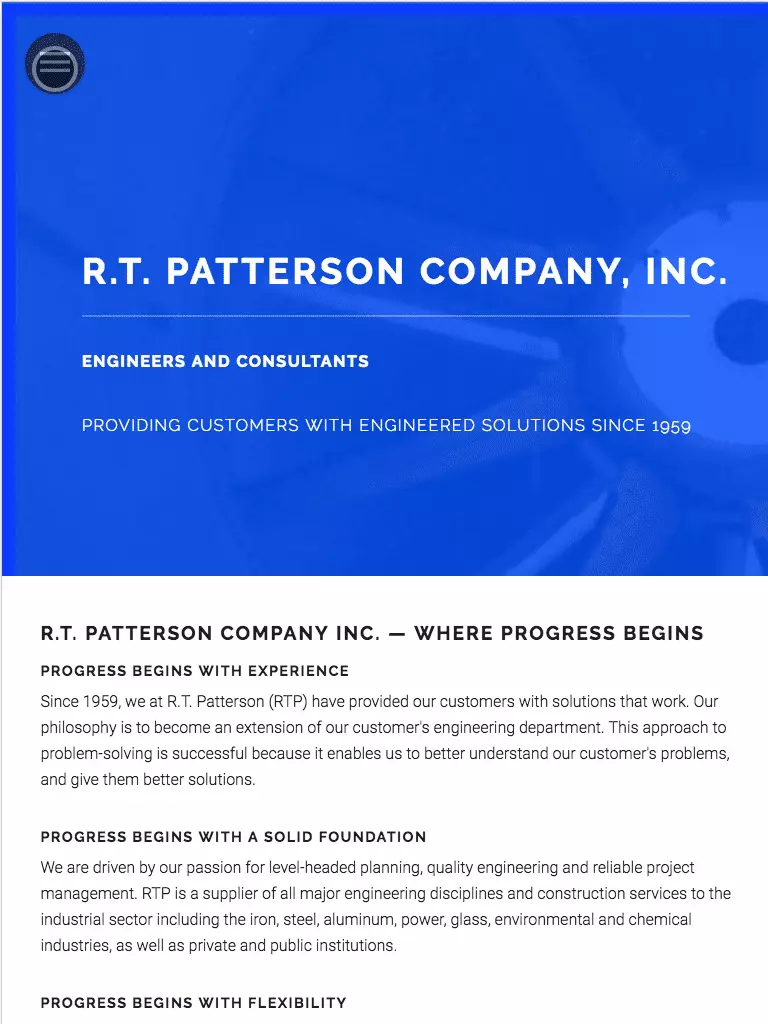 R.T. PATTERSON COMPANY, INC.
ENGINEERS AND CONSULTANTS
PROVIDING CUSTOMERS WITH ENGINEERED SOLUTIONS SINCE 1959
R.T. PATTERSON COMPANY INC. — WHERE PROGRESS BEGINS
PROGRESS BEGINS WITH EXPERIENCE
Since 1959, we at R.T. Patterson (RTP) have provided our customers with solutions that work. Our
philosophy is to become an extension of our customer's engineering department. This approach to
problem-solving is successful because it enables us to better understand our customer's problems,
and give them better solutions.
PROGRESS BEGINS WITH A SOLID FOUNDATION
We are driven by our passion for level-headed planning, quality engineering and reliable project
management. RTP is a supplier of all major engineering disciplines and construction services to the
industrial sector including the iron, steel, aluminum, power, glass, environmental and chemical
industries, as well as private and public institutions.
PROGRESS BEGINS WITH FLEXIBILITY